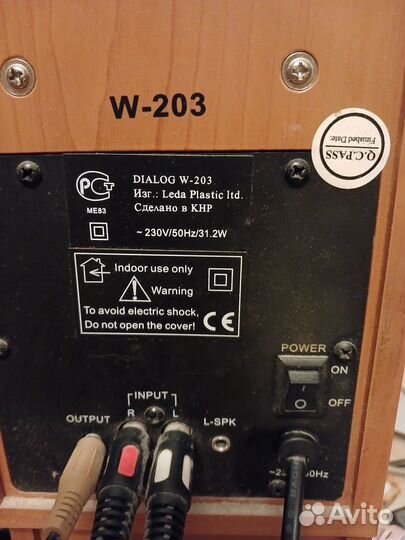 W-203
Q.C.PASS
Finished Date:
РСТ
ME83
DIALOG W-203
Изг.: Leda Plastic ltd.
Сделано в КНР
~ 230V/50Hz/31.2W
Indoor use only
Warning
To avoid electric shock,
Do not open the cover!
CE
POWER
ON
OFF
INPUT
R
L
OUTPUT
L-SPK
Avito